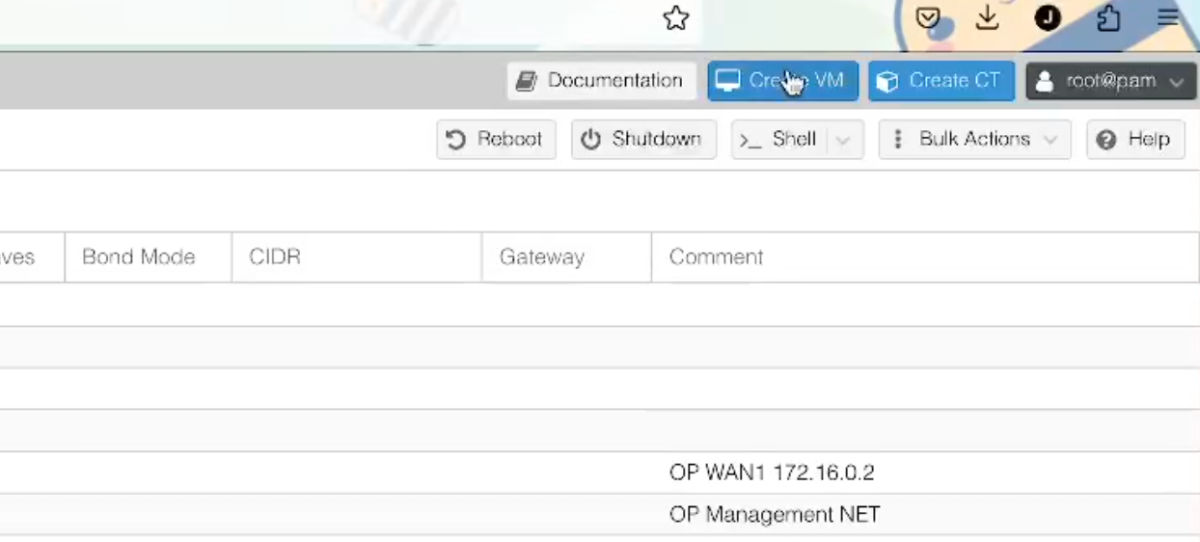 Documentation Create VM Create CT root@pam
Reboot Shutdown >_ Shell Bulk Actions Help
ves Bond Mode CIDR Gateway Comment
OP WAN1 172.16.0.2
OP Management NET